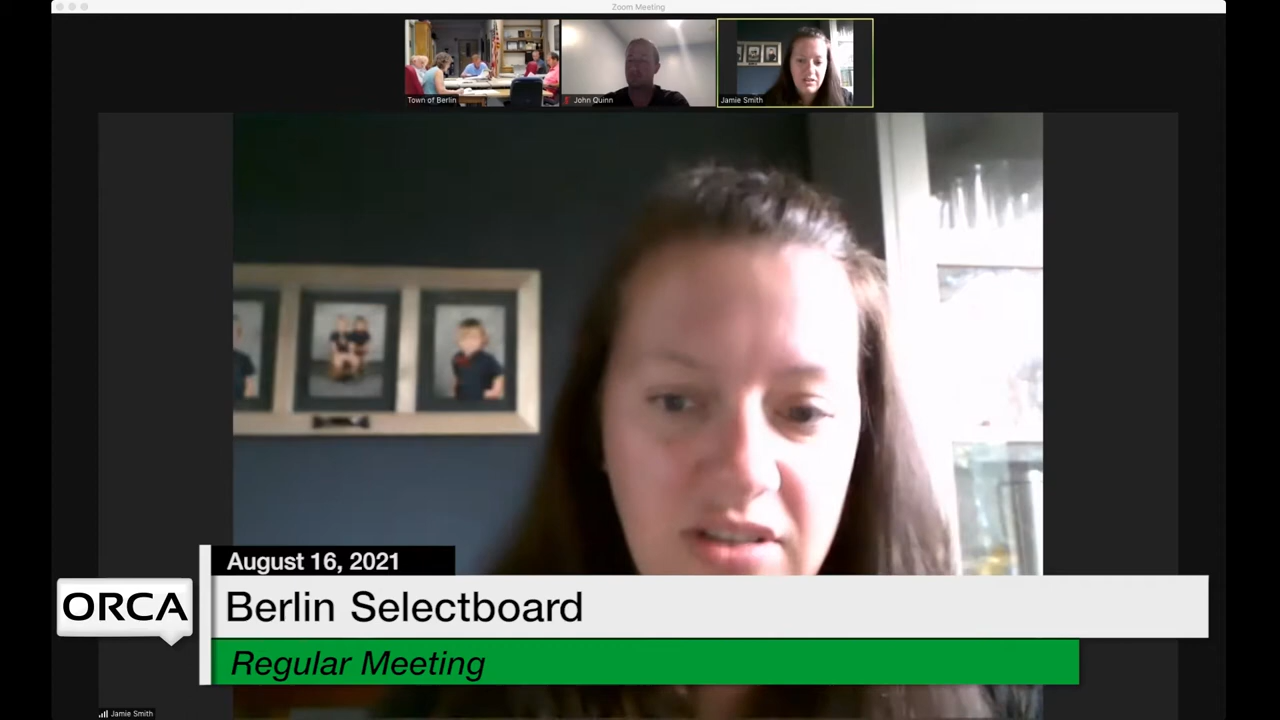 Zoom Meeting
Town of Berlin
John Quinn
Jamie Smith
August 16, 2021
ORCA
Berlin Selectboard
Regular Meeting
Jamie Smith